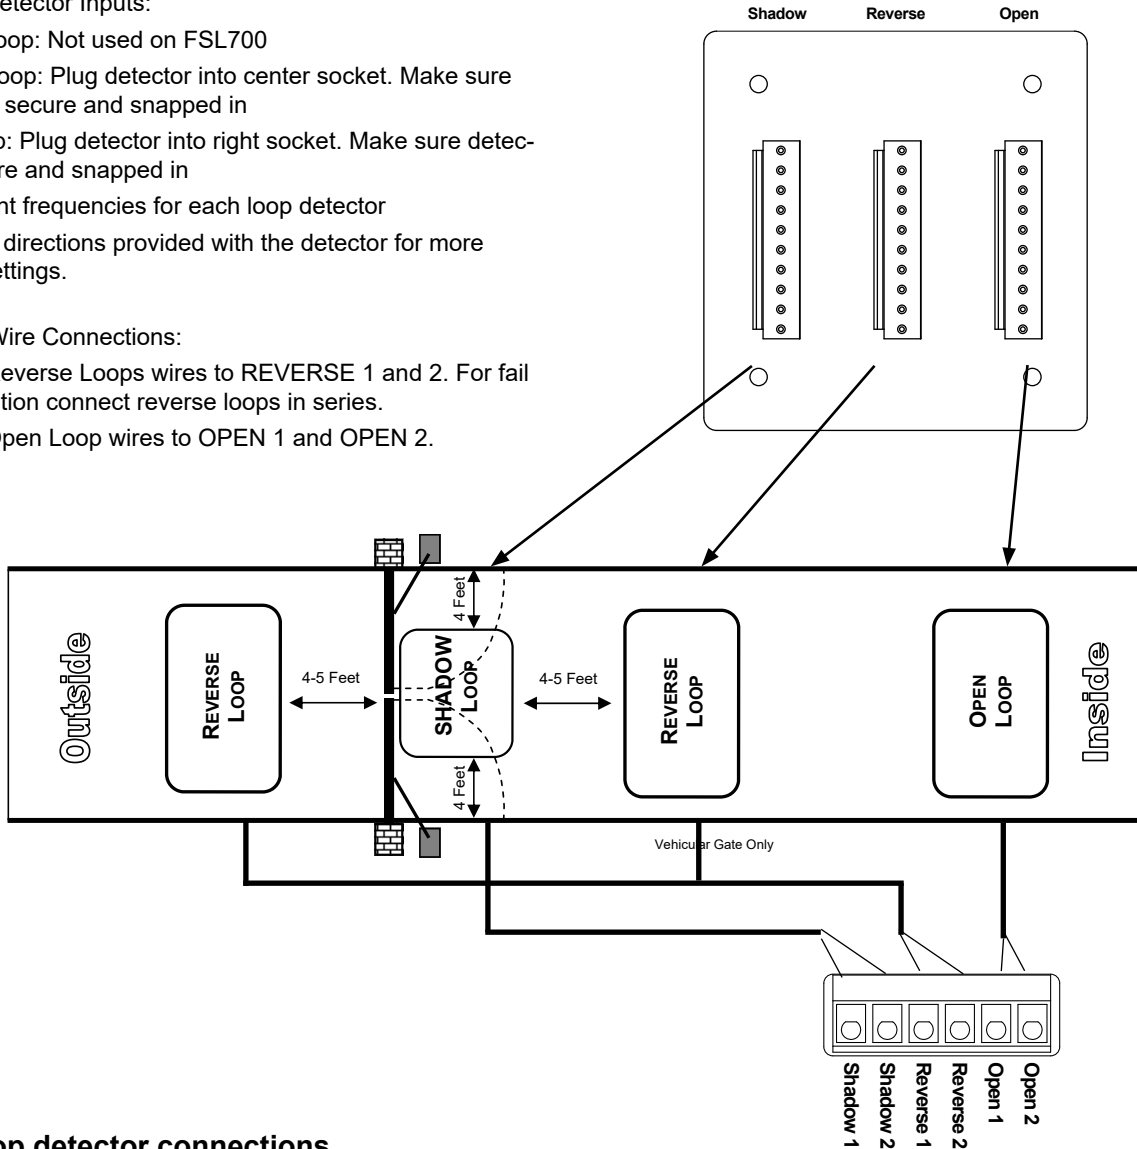 etector Inputs:
oop: Not used on FSL700
oop: Plug detector into center socket. Make sure
secure and snapped in
: Plug detector into right socket. Make sure detec-
re and snapped in
nt frequencies for each loop detector
directions provided with the detector for more
ettings.
Wire Connections:
everse Loops wires to REVERSE 1 and 2. For fail
tion connect reverse loops in series.
pen Loop wires to OPEN 1 and OPEN 2.
Shadow Reverse Open
Outside
REVERSE
LOOP
4-5 Feet
4 Feet
SHADOW
LOOP
4 Feet
4-5 Feet
REVERSE
LOOP
OPEN
LOOP
Inside
Vehicular Gate Only
Shadow 1
Shadow 2
Reverse 1
Reverse 2
Open 1
Open 2
op detector connections